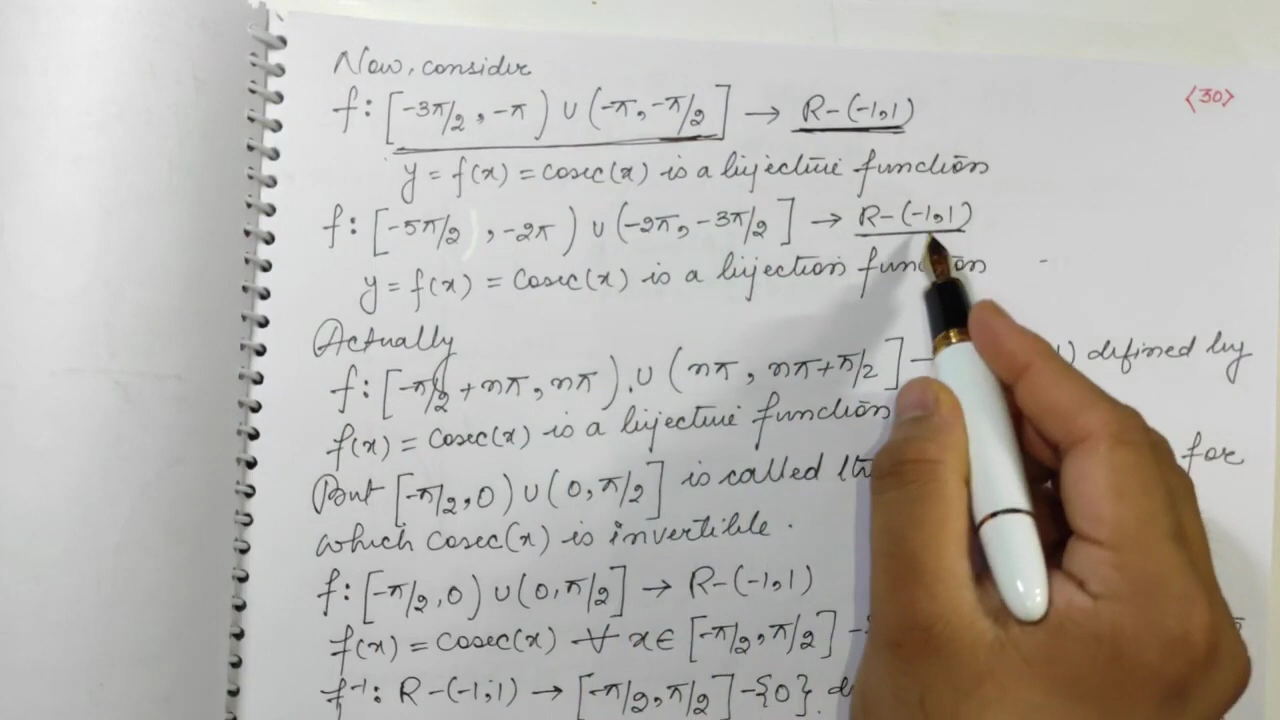 Now, consider
<30>
f: [-3π/2, -π) ∪ (-π, -π/2] → R-(-1,1)
y = f(x) = cosec(x) is a bijective function
f: [-5π/2, -2π) ∪ (-2π, -3π/2] → R-(-1,1)
y = f(x) = Cosec(x) is a bijection function
Actually
f: [-π/2+nπ, nπ) ∪ (nπ, nπ+π/2] → 1) defined by
f(x) = Cosec(x) is a bijective function
But [-π/2,0) ∪ (0,π/2] is called for
which Cosec(x) is invertible.
f: [-π/2,0) ∪ (0,π/2] → R-(-1,1)
f(x) = Cosec(x) ∀ x∈ [-π/2,π/2] -
f⁻¹: R-(-1,1) → [-π/2,π/2]-{0}